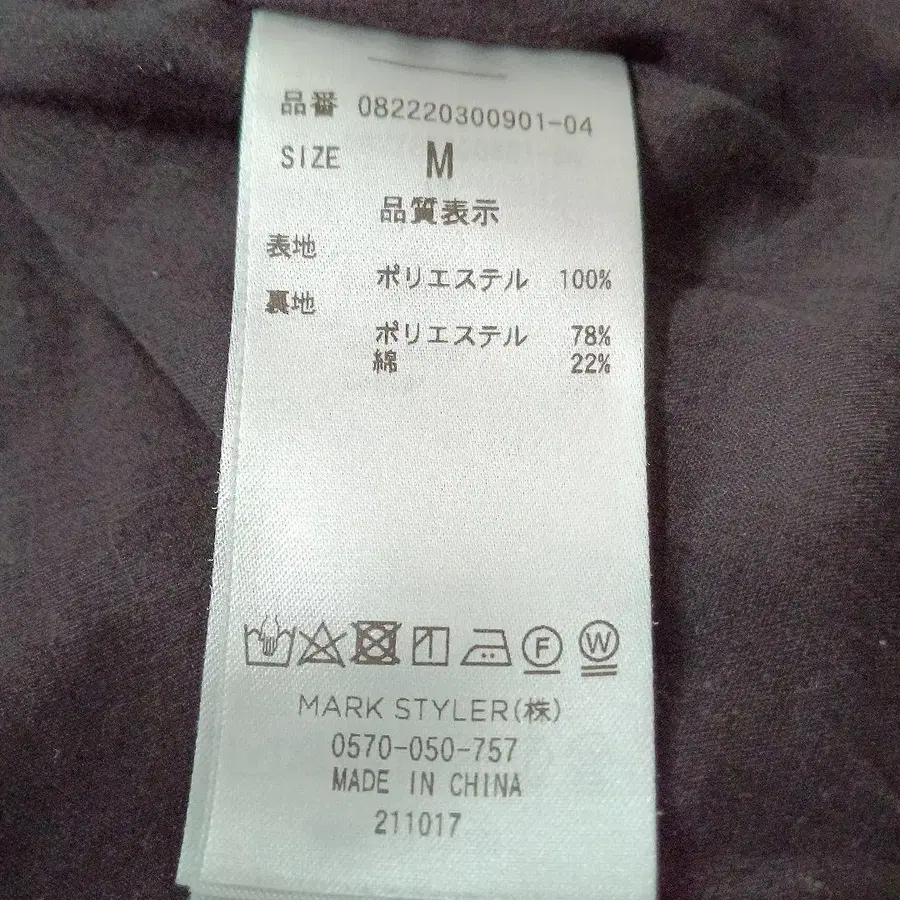 品番 082220300901-04
SIZE M
品質表示
表地
ポリエステル 100%
裏地
ポリエステル 78%
綿 22%
F W
MARK STYLER(株)
0570-050-757
MADE IN CHINA
211017